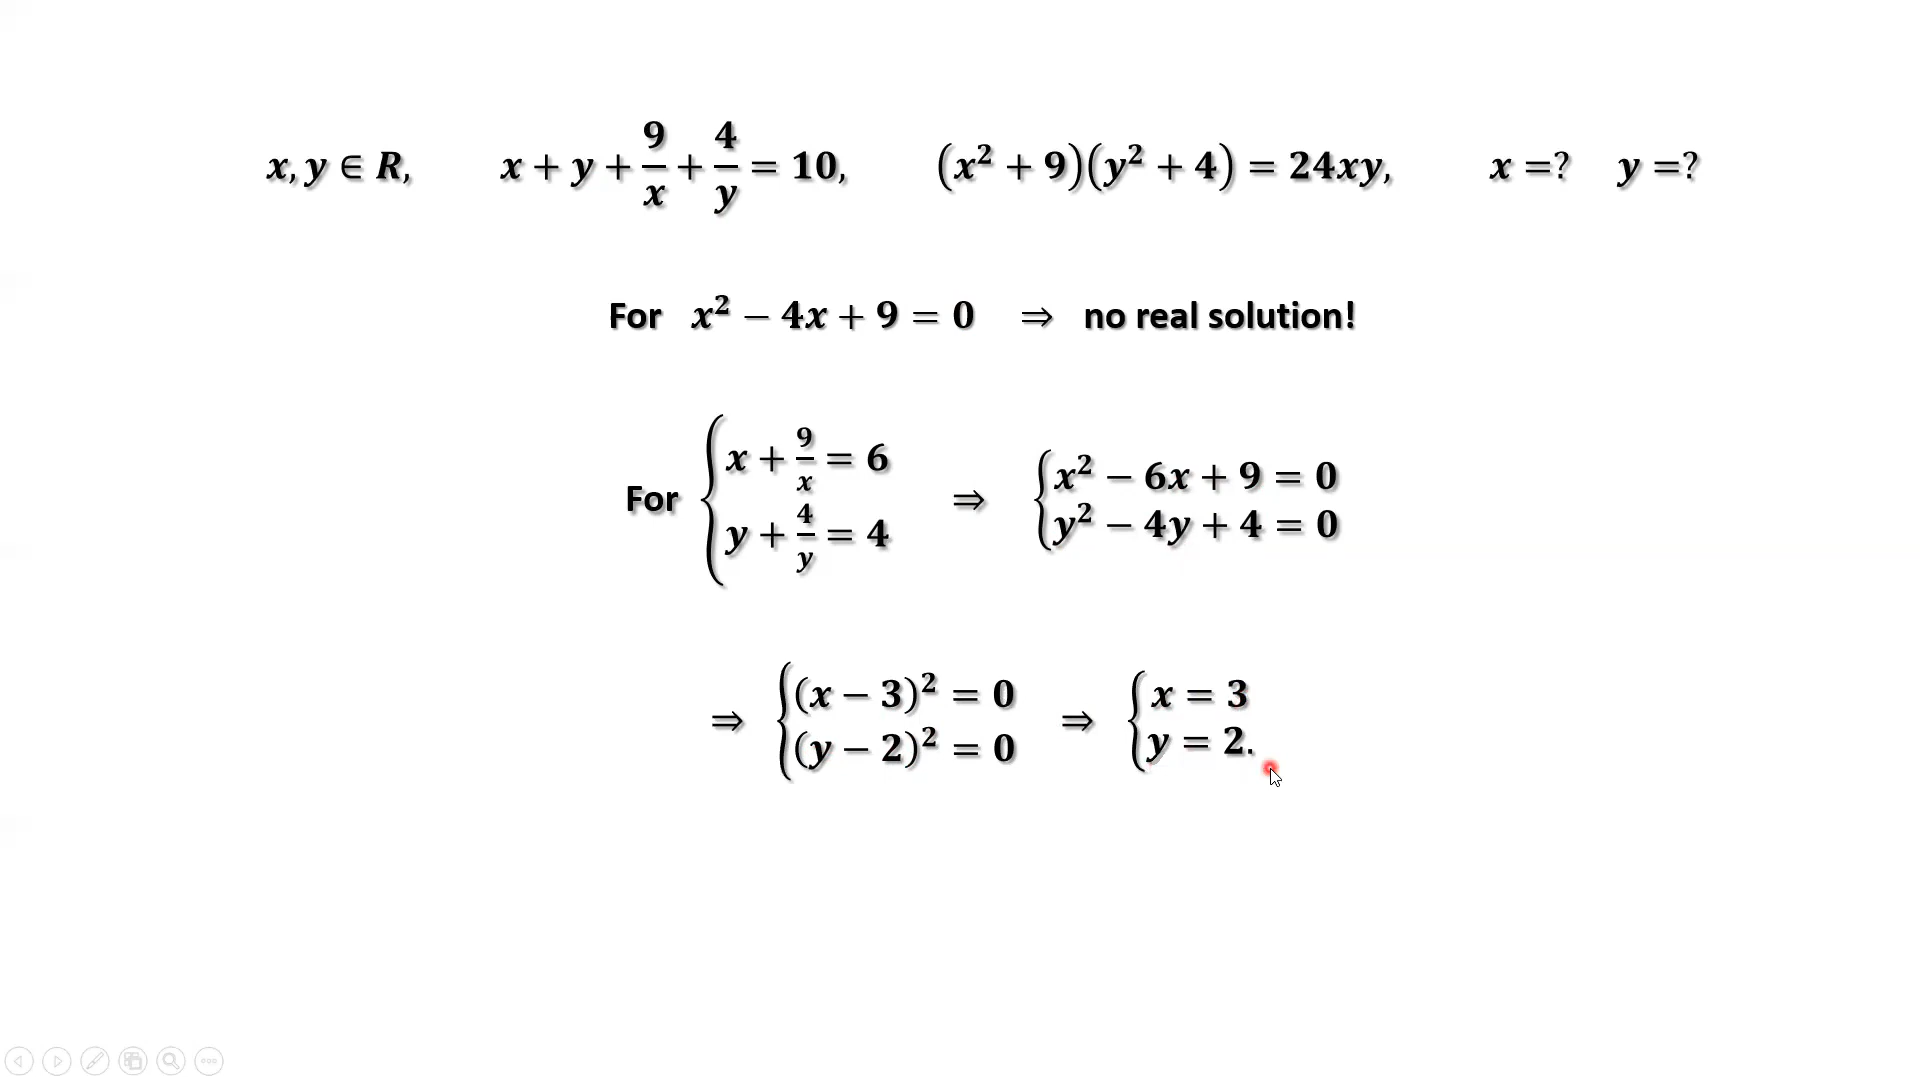 x, y ∈ R, x + y + 9/x + 4/y = 10, (x² + 9)(y² + 4) = 24xy, x =? y =?
For x² − 4x + 9 = 0 ⇒ no real solution!
For { x + 9/x = 6 ⇒ { x² − 6x + 9 = 0
y + 4/y = 4 y² − 4y + 4 = 0
⇒ { (x − 3)² = 0 ⇒ { x = 3
(y − 2)² = 0 y = 2.